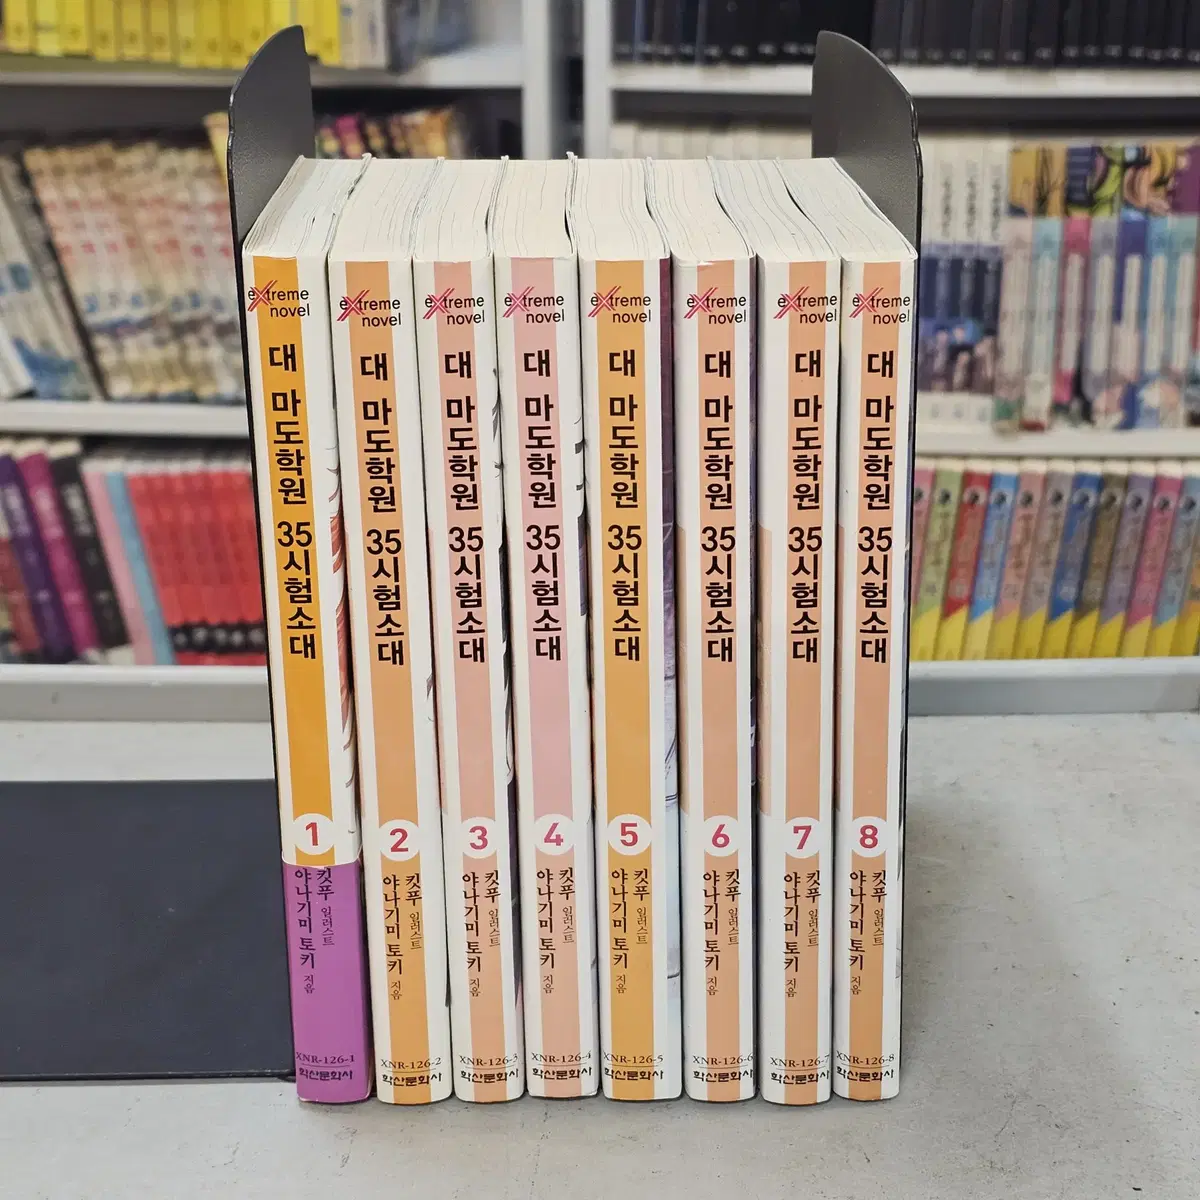 extreme
novel
대 마도학원 35시험소대
1
킷푸 일러스트
야나기미 토키 지음
XNR-126-1
학산문화사
extreme
novel
대 마도학원 35시험소대
2
킷푸 일러스트
야나기미 토키 지음
XNR-126-2
학산문화사
extreme
novel
대 마도학원 35시험소대
3
킷푸 일러스트
야나기미 토키 지음
XNR-126-3
학산문화사
extreme
novel
대 마도학원 35시험소대
4
킷푸 일러스트
야나기미 토키 지음
XNR-126-4
학산문화사
extreme
novel
대 마도학원 35시험소대
5
킷푸 일러스트
야나기미 토키 지음
XNR-126-5
학산문화사
extreme
novel
대 마도학원 35시험소대
6
킷푸 일러스트
야나기미 토키 지음
XNR-126-6
학산문화사
extreme
novel
대 마도학원 35시험소대
7
킷푸 일러스트
야나기미 토키 지음
XNR-126-7
학산문화사
extreme
novel
대 마도학원 35시험소대
8
킷푸 일러스트
야나기미 토키 지음
XNR-126-8
학산문화사